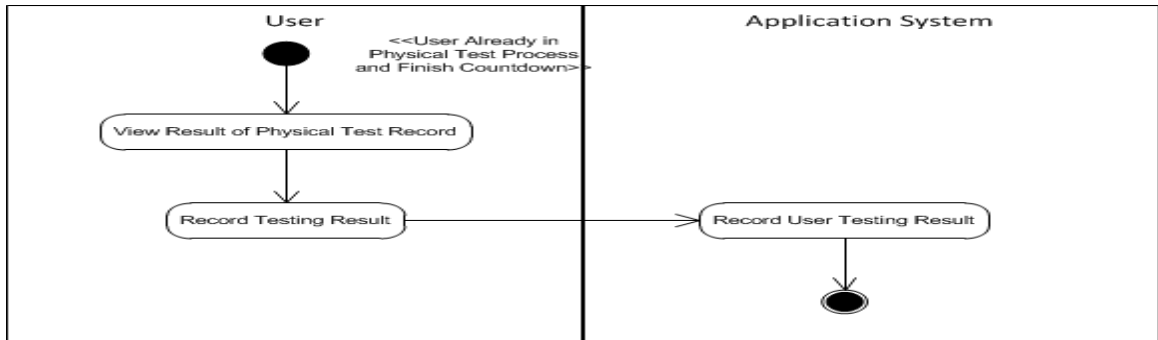 User
Application System
<<User Already in
Physical Test Process
and Finish Countdown>>
View Result of Physical Test Record
Record Testing Result
Record User Testing Result